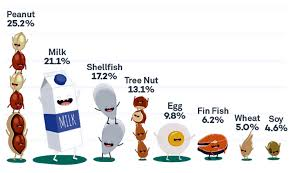 Peanut
25.2%
Milk
21.1%
Shellfish
17.2%
Tree Nut
13.1%
Egg
9.8%
Fin Fish
6.2%
Wheat
5.0%
Soy
4.6%
MILK